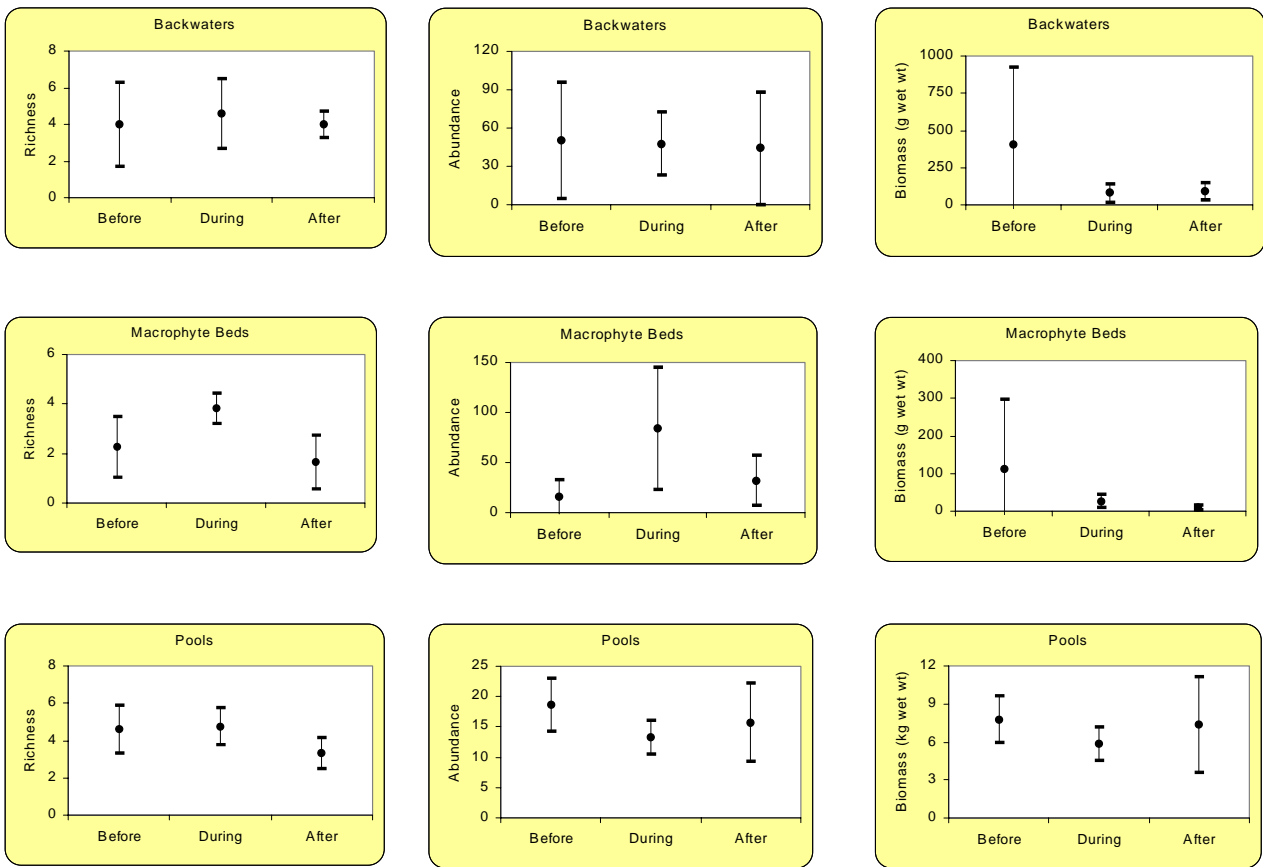 Backwaters
Richness
8
6
4
2
0
Before During After
Backwaters
Abundance
120
90
60
30
0
Before During After
Backwaters
Biomass (g wet wt)
1000
750
500
250
0
Before During After
Macrophyte Beds
Richness
6
4
2
0
Before During After
Macrophyte Beds
Abundance
150
100
50
0
Before During After
Macrophyte Beds
Biomass (g wet wt)
400
300
200
100
0
Before During After
Pools
Richness
8
6
4
2
0
Before During After
Pools
Abundance
25
20
15
10
5
0
Before During After
Pools
Biomass (kg wet wt)
12
9
6
3
0
Before During After